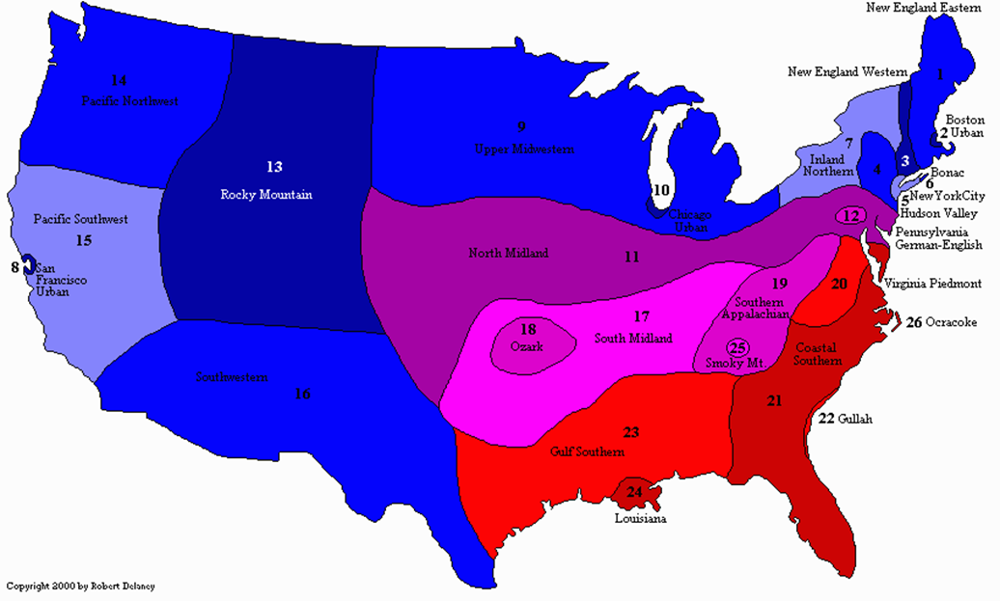 New England Eastern
New England Western
1
14
Pacific Northwest
9
Upper Midwestern
Boston
2 Urban
7
Inland
Northern
4
3
Bonac
6
13
Rocky Mountain
10
Chicago
Urban
5
NewYorkCity
Hudson Valley
12
Pennsylvania
German-English
Pacific Southwest
15
8
San
Francisco
Urban
North Midland
11
Virginia Piedmont
20
19
Southern
Appalachian
17
South Midland
18
Ozark
26 Ocracoke
25
Smoky Mt.
Coastal
Southern
Southwestern
16
21
22 Gullah
23
Gulf Southern
24
Louisiana
Copyright 2000 by Robert Delaney